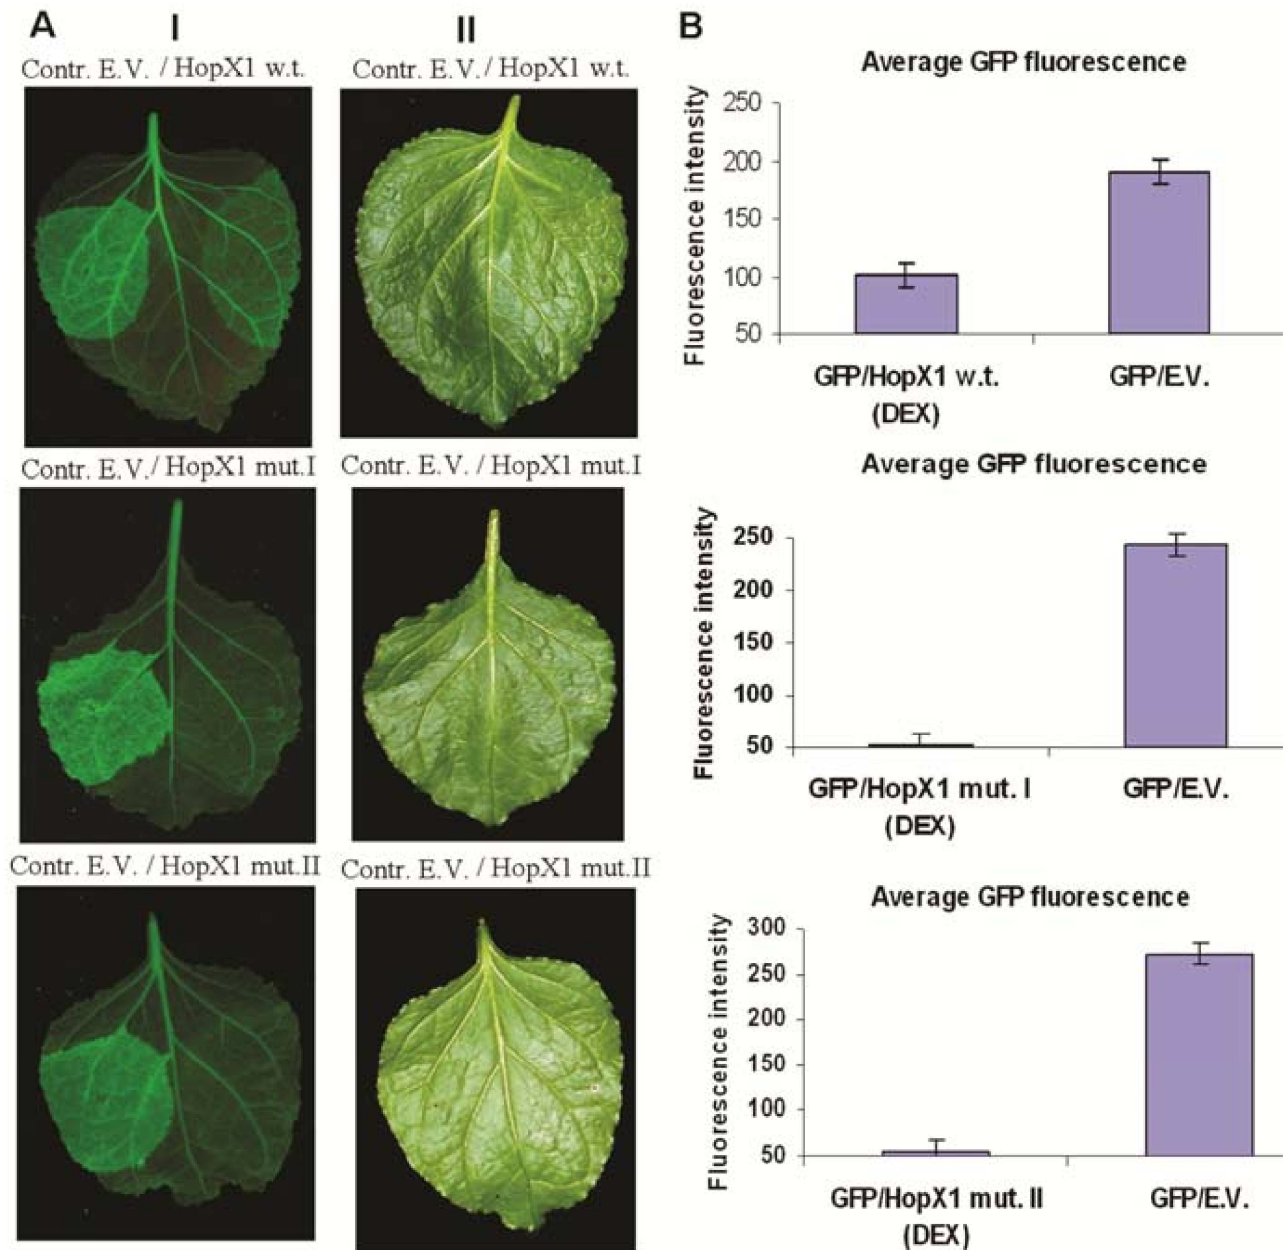 A
I
II
Contr. E.V. / HopX1 w.t.
Contr. E.V. / HopX1 w.t.
Contr. E.V. / HopX1 mut.I
Contr. E.V. / HopX1 mut.I
Contr. E.V. / HopX1 mut.II
Contr. E.V. / HopX1 mut.II
B
Average GFP fluorescence
Fluorescence intensity
250
200
150
100
50
GFP/HopX1 w.t.
(DEX)
GFP/E.V.
Average GFP fluorescence
Fluorescence intensity
250
200
150
100
50
GFP/HopX1 mut. I
(DEX)
GFP/E.V.
Average GFP fluorescence
Fluorescence intensity
300
250
200
150
100
50
GFP/HopX1 mut. II
(DEX)
GFP/E.V.